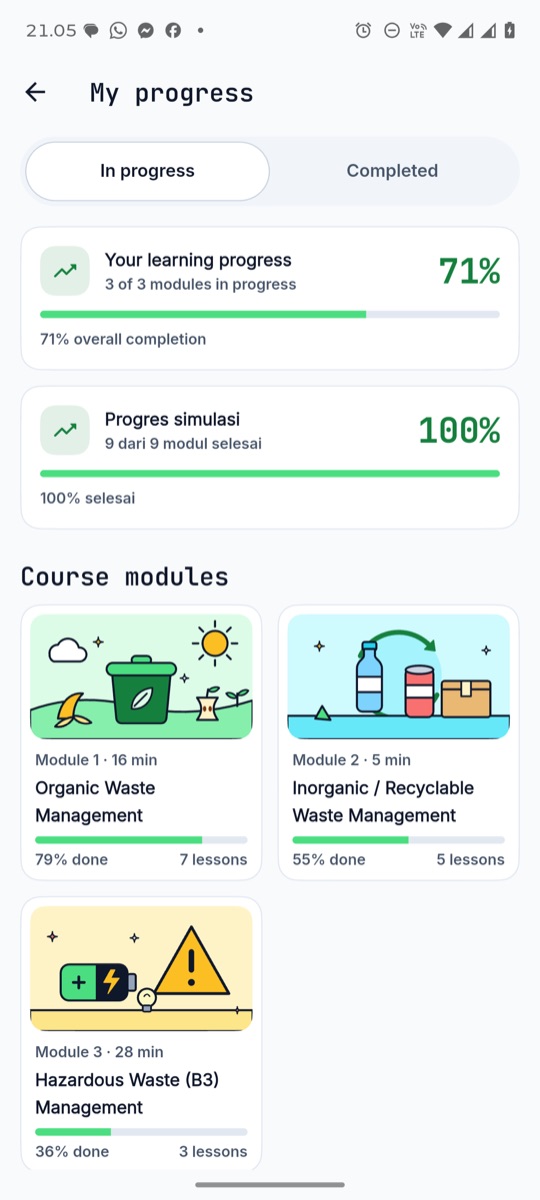 21.05
Vo))
LTE
My progress
In progress
Completed
Your learning progress
3 of 3 modules in progress
71%
71% overall completion
Progres simulasi
9 dari 9 modul selesai
100%
100% selesai
Course modules
Module 1 · 16 min
Organic Waste
Management
79% done
7 lessons
Module 2 · 5 min
Inorganic / Recyclable
Waste Management
55% done
5 lessons
Module 3 · 28 min
Hazardous Waste (B3)
Management
36% done
3 lessons